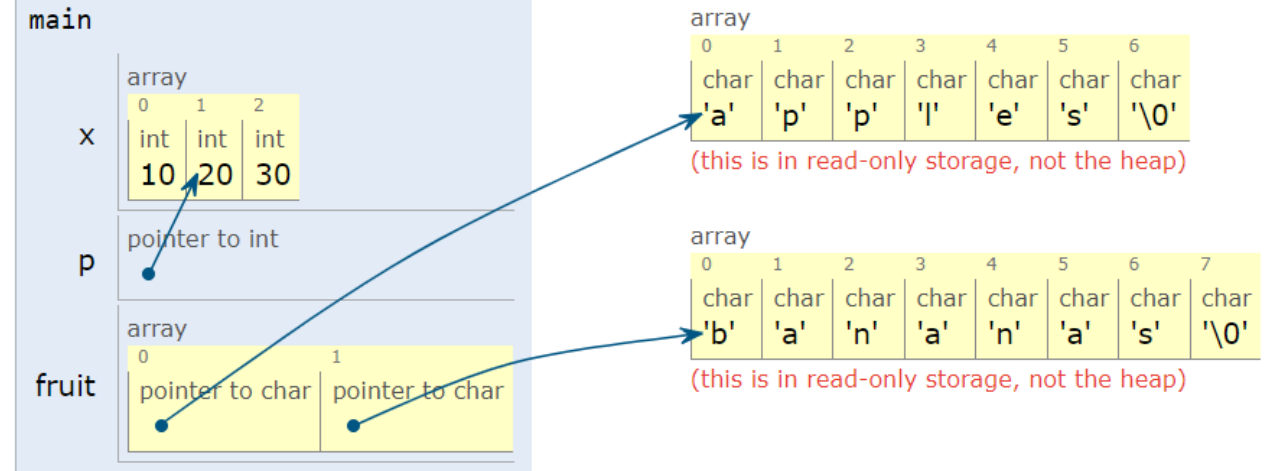 main
x
array
0 1 2
int int int
10 20 30
p
pointer to int
fruit
array
0 1
pointer to char pointer to char
array
0 1 2 3 4 5 6
char char char char char char char
'a' 'p' 'p' 'l' 'e' 's' '\0'
(this is in read-only storage, not the heap)
array
0 1 2 3 4 5 6 7
char char char char char char char char
'b' 'a' 'n' 'a' 'n' 'a' 's' '\0'
(this is in read-only storage, not the heap)